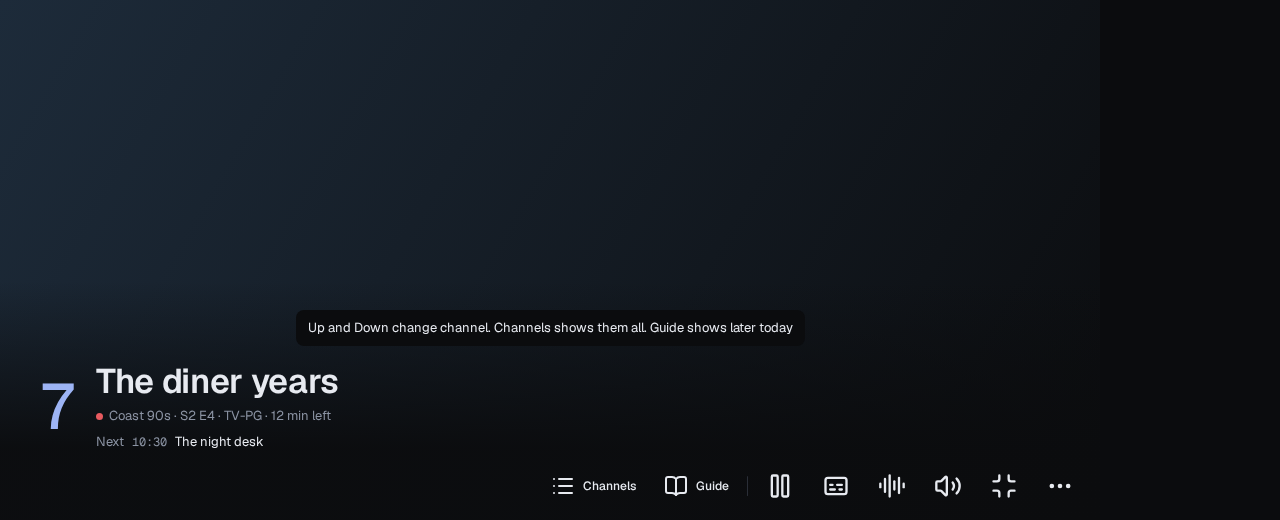 Up and Down change channel. Channels shows them all. Guide shows later today
7
The diner years
Coast 90s · S2 E4 · TV-PG · 12 min left
Next 10:30 The night desk
Channels Guide